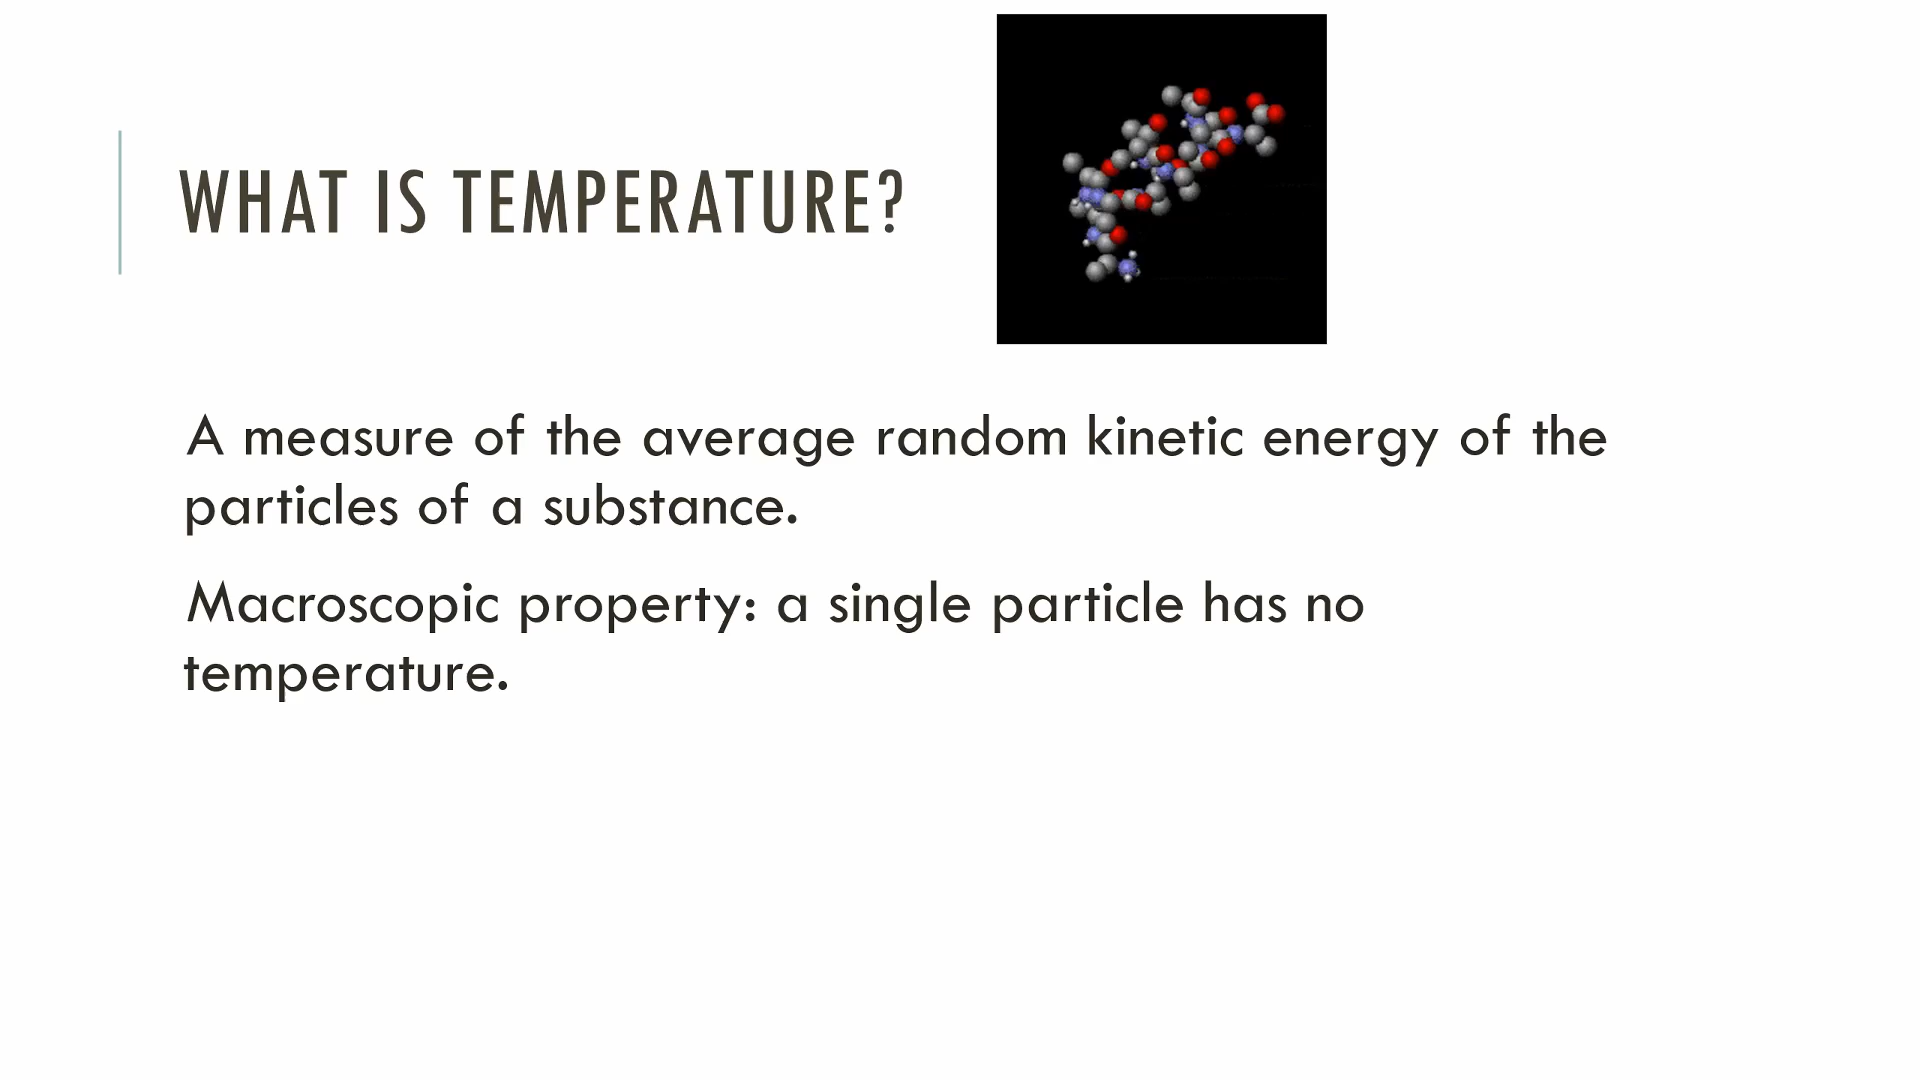 WHAT IS TEMPERATURE?
A measure of the average random kinetic energy of the
particles of a substance.
Macroscopic property: a single particle has no
temperature.